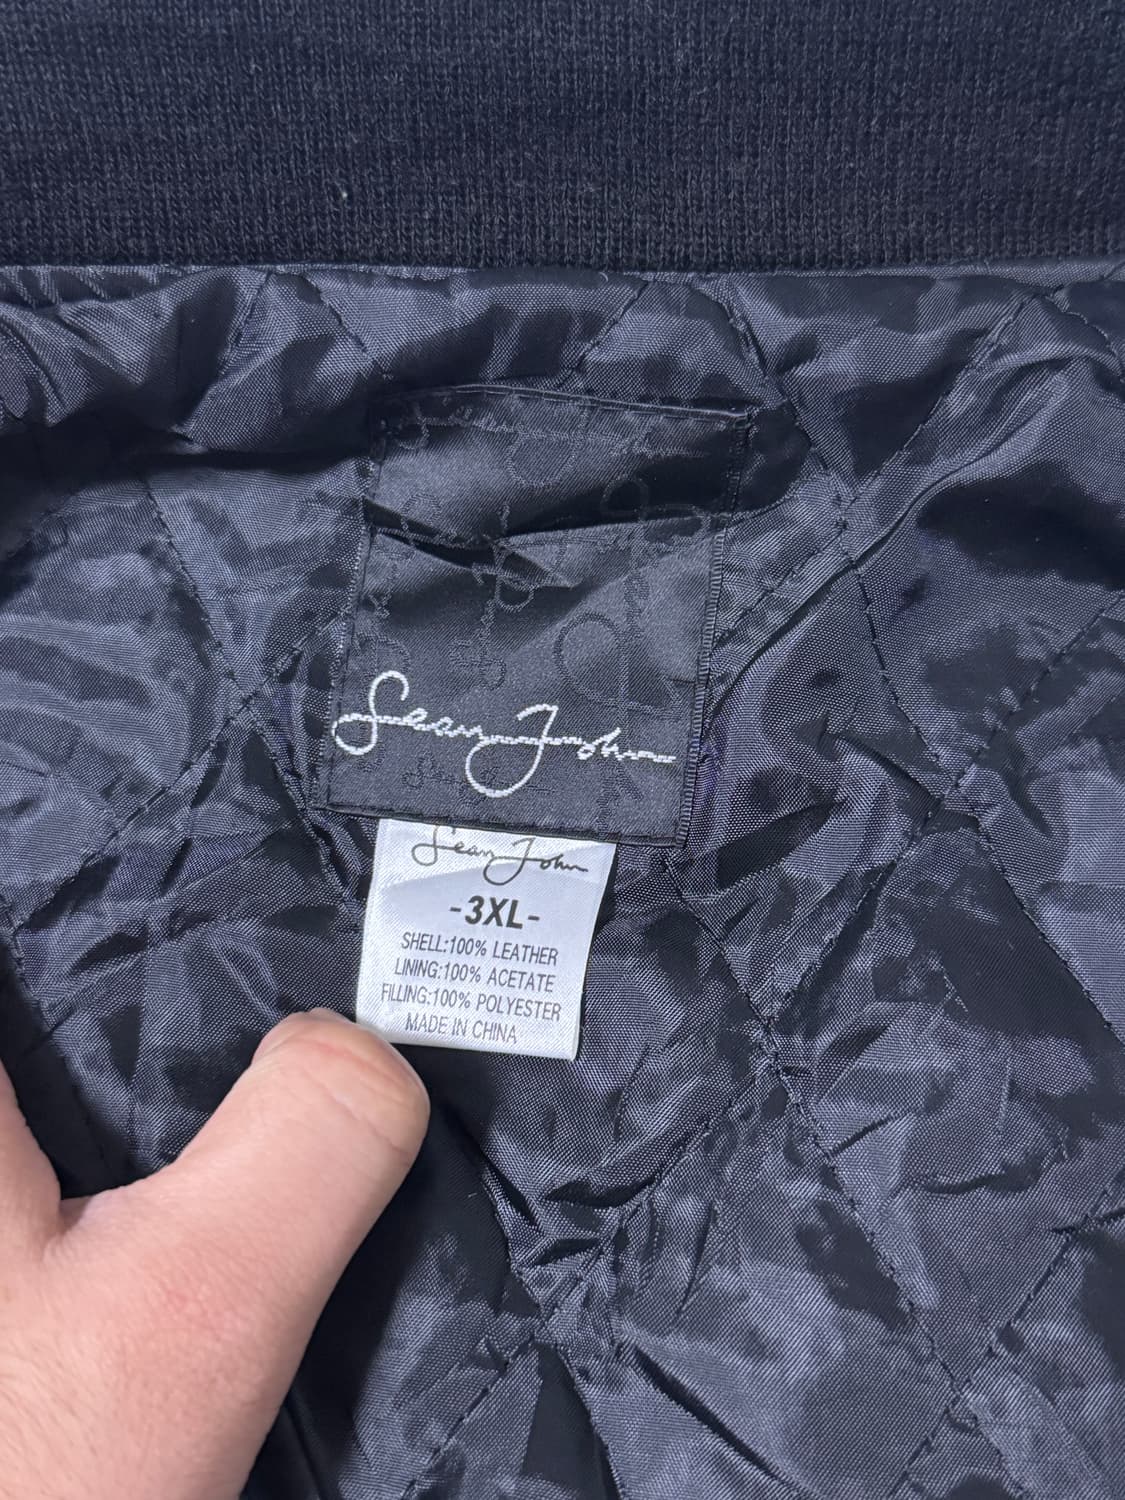 Sean John
Sean John
-3XL-
SHELL:100% LEATHER
LINING:100% ACETATE
FILLING:100% POLYESTER
MADE IN CHINA